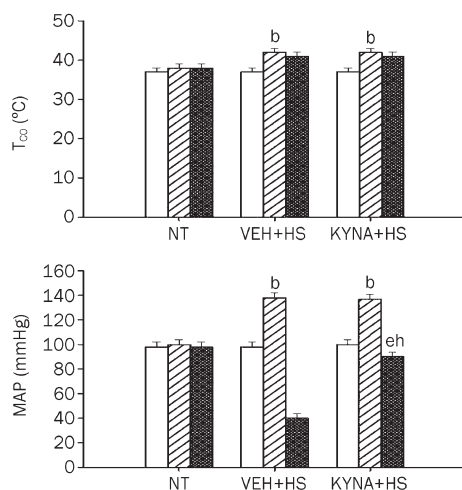 50
40
30
20
10
0
T_CO (ºC)
b
b
NT
VEH+HS
KYNA+HS
160
140
120
100
80
60
40
20
0
MAP (mmHg)
b
b
eh
NT
VEH+HS
KYNA+HS